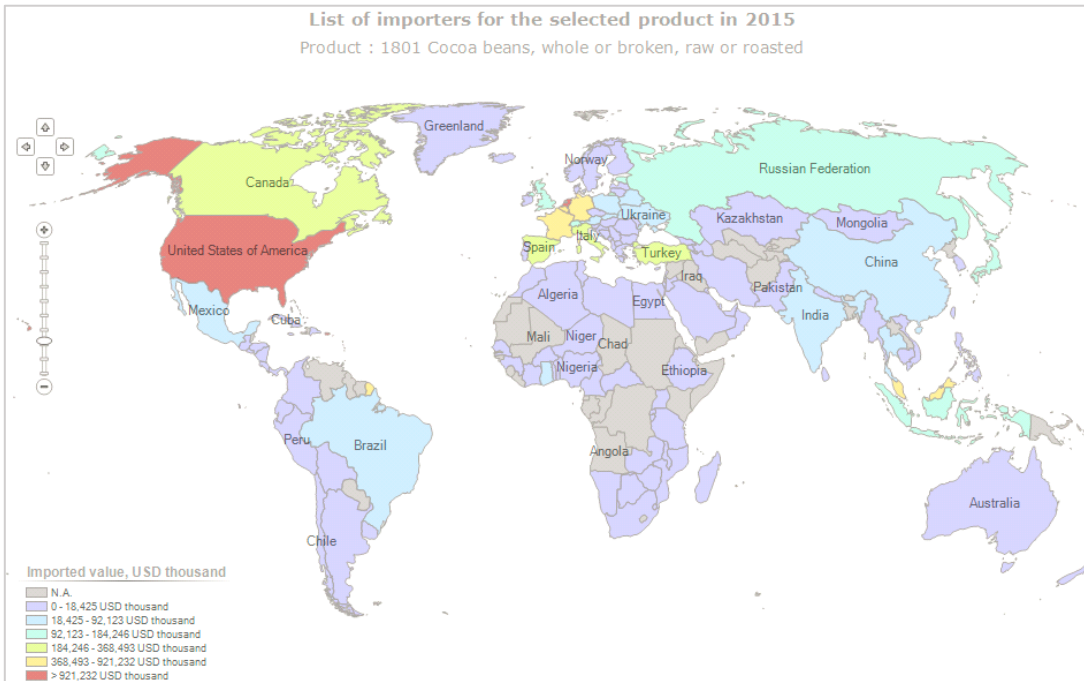 List of importers for the selected product in 2015
Product : 1801 Cocoa beans, whole or broken, raw or roasted
Greenland
Norway
Russian Federation
Canada
Ukraine
Kazakhstan
Mongolia
United States of America
Spain
Italy
Turkey
China
Iraq
Pakistan
Mexico
Algeria
Egypt
India
Cuba
Mali
Niger
Chad
Nigeria
Ethiopia
Peru
Brazil
Angola
Australia
Chile
Imported value, USD thousand
N.A.
0 - 18,425 USD thousand
18,425 - 92,123 USD thousand
92,123 - 184,246 USD thousand
184,246 - 368,493 USD thousand
368,493 - 921,232 USD thousand
> 921,232 USD thousand